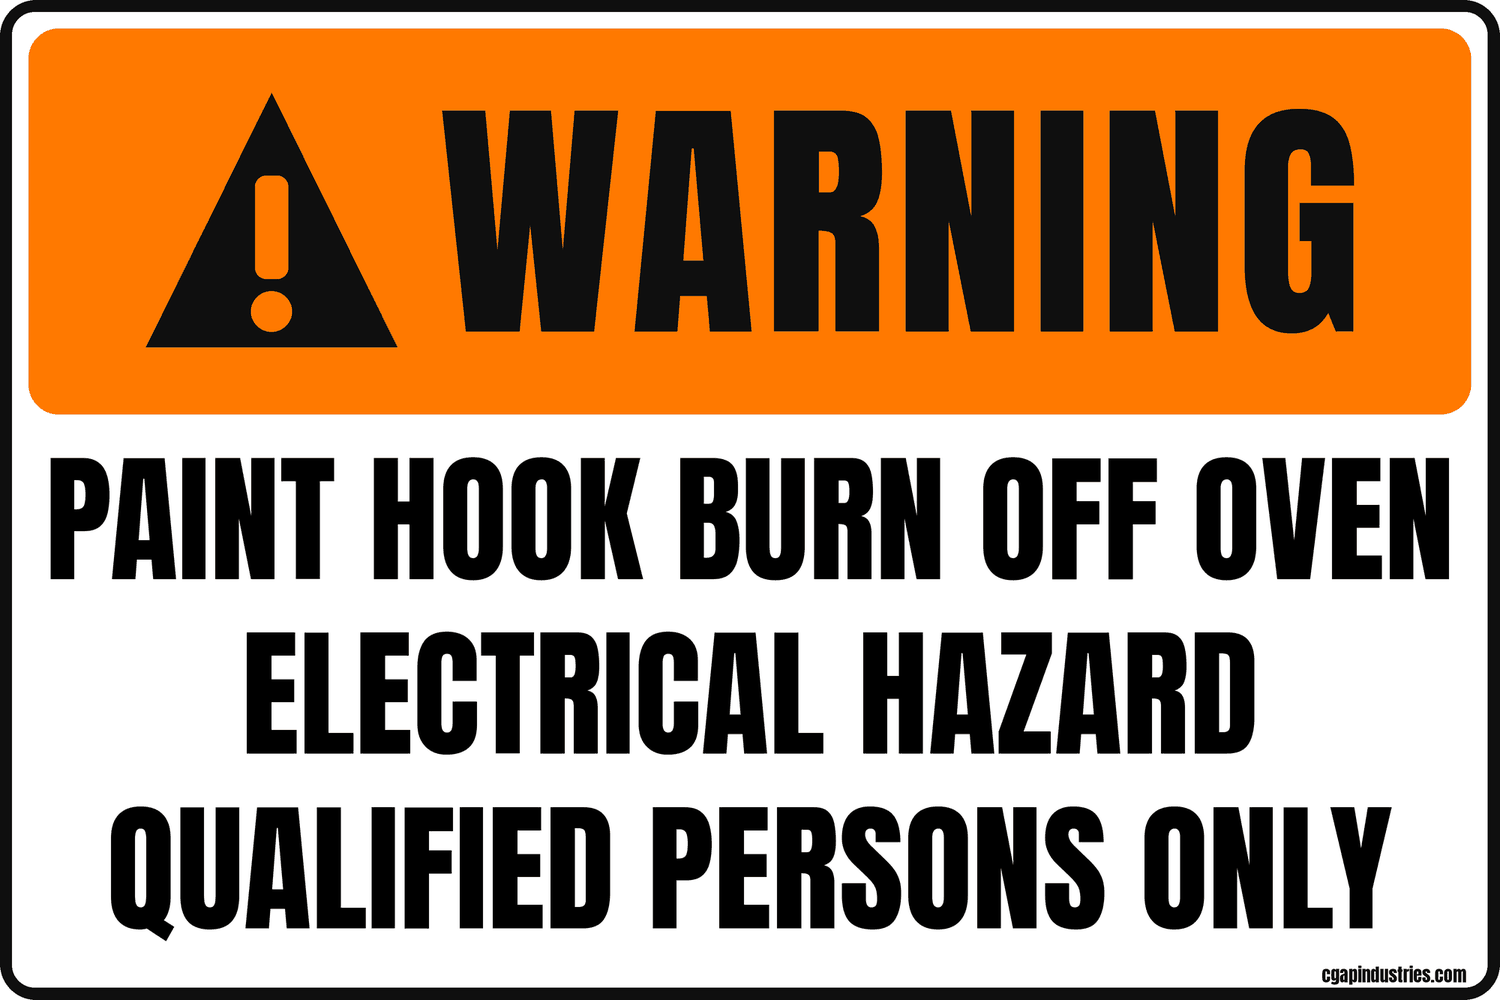 WARNING
PAINT HOOK BURN OFF OVEN
ELECTRICAL HAZARD
QUALIFIED PERSONS ONLY
cgapindustries.com